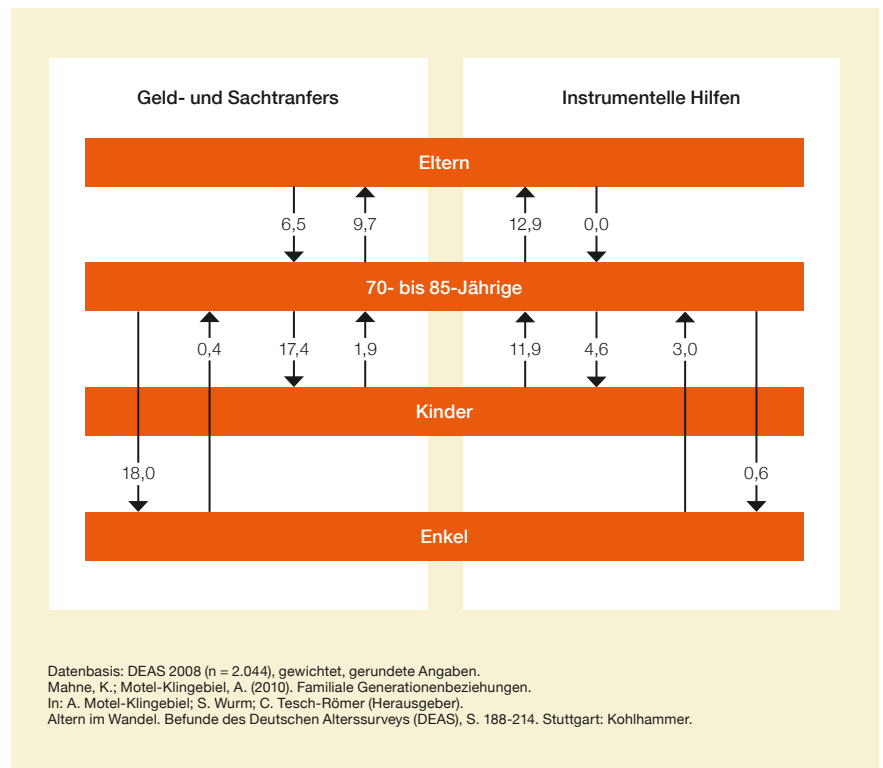 Geld- und Sachtranfers
Instrumentelle Hilfen
Eltern
6,5
9,7
12,9
0,0
70- bis 85-Jährige
0,4
17,4
1,9
11,9
4,6
3,0
Kinder
18,0
0,6
Enkel
Datenbasis: DEAS 2008 (n = 2.044), gewichtet, gerundete Angaben.
Mahne, K.; Motel-Klingebiel, A. (2010). Familiale Generationenbeziehungen.
In: A. Motel-Klingebiel; S. Wurm; C. Tesch-Römer (Herausgeber).
Altern im Wandel. Befunde des Deutschen Alterssurveys (DEAS), S. 188-214. Stuttgart: Kohlhammer.